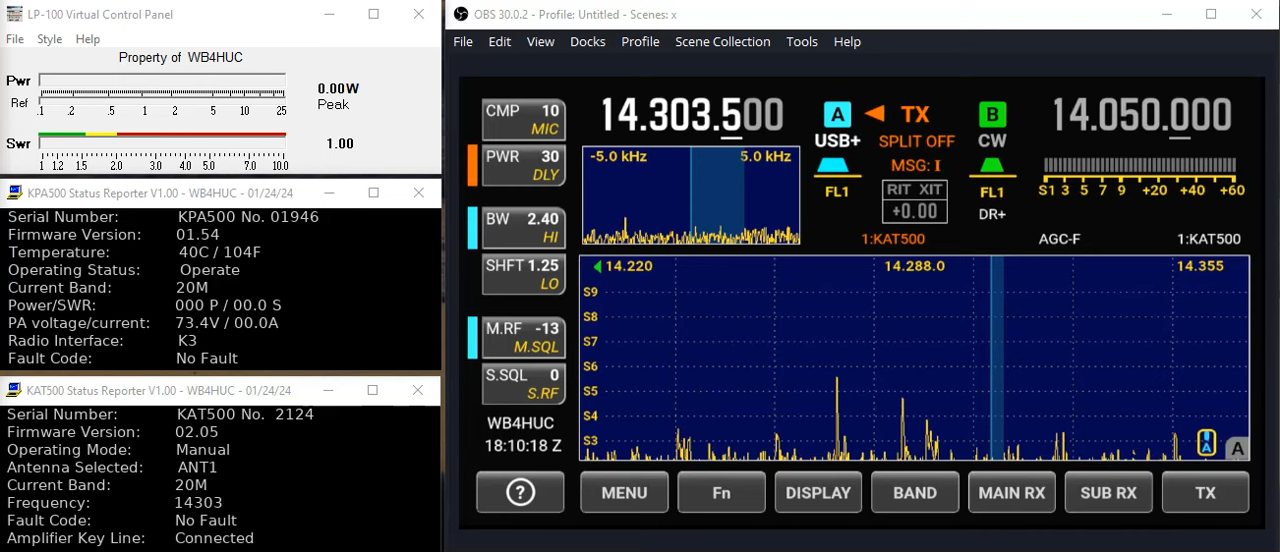 LP-100 Virtual Control Panel
File Style Help
Property of WB4HUC
Pwr
Ref
.1 .2 .5 1 2 5 10 25
0.00W
Peak
Swr
1.00
1 1.2 1.5 2.0 3.0 4.0 5.0 7.0 10.0
KPA500 Status Reporter V1.00 - WB4HUC - 01/24/24
Serial Number: KPA500 No. 01946
Firmware Version: 01.54
Temperature: 40C / 104F
Operating Status: Operate
Current Band: 20M
Power/SWR: 000 P / 00.0 S
PA voltage/current: 73.4V / 00.0A
Radio Interface: K3
Fault Code: No Fault
KAT500 Status Reporter V1.00 - WB4HUC - 01/24/24
Serial Number: KAT500 No. 2124
Firmware Version: 02.05
Operating Mode: Manual
Antenna Selected: ANT1
Current Band: 20M
Frequency: 14303
Fault Code: No Fault
Amplifier Key Line: Connected
OBS 30.0.2 - Profile: Untitled - Scenes: x
File Edit View Docks Profile Scene Collection Tools Help
CMP 10
MIC
PWR 30
DLY
BW 2.40
HI
SHFT 1.25
LO
M.RF -13
M.SQL
S.SQL 0
S.RF
WB4HUC
18:10:18 Z
14.303.500
A
USB+
FL1
TX
SPLIT OFF
MSG: I
RIT XIT
+0.00
B
CW
FL1
DR+
14.050.000
S1 3 5 7 9 +20 +40 +60
-5.0 kHz 5.0 kHz
1:KAT500
AGC-F
1:KAT500
14.220 14.288.0 14.355
S9
S8
S7
S6
S5
S4
S3
A
A
? MENU Fn DISPLAY BAND MAIN RX SUB RX TX